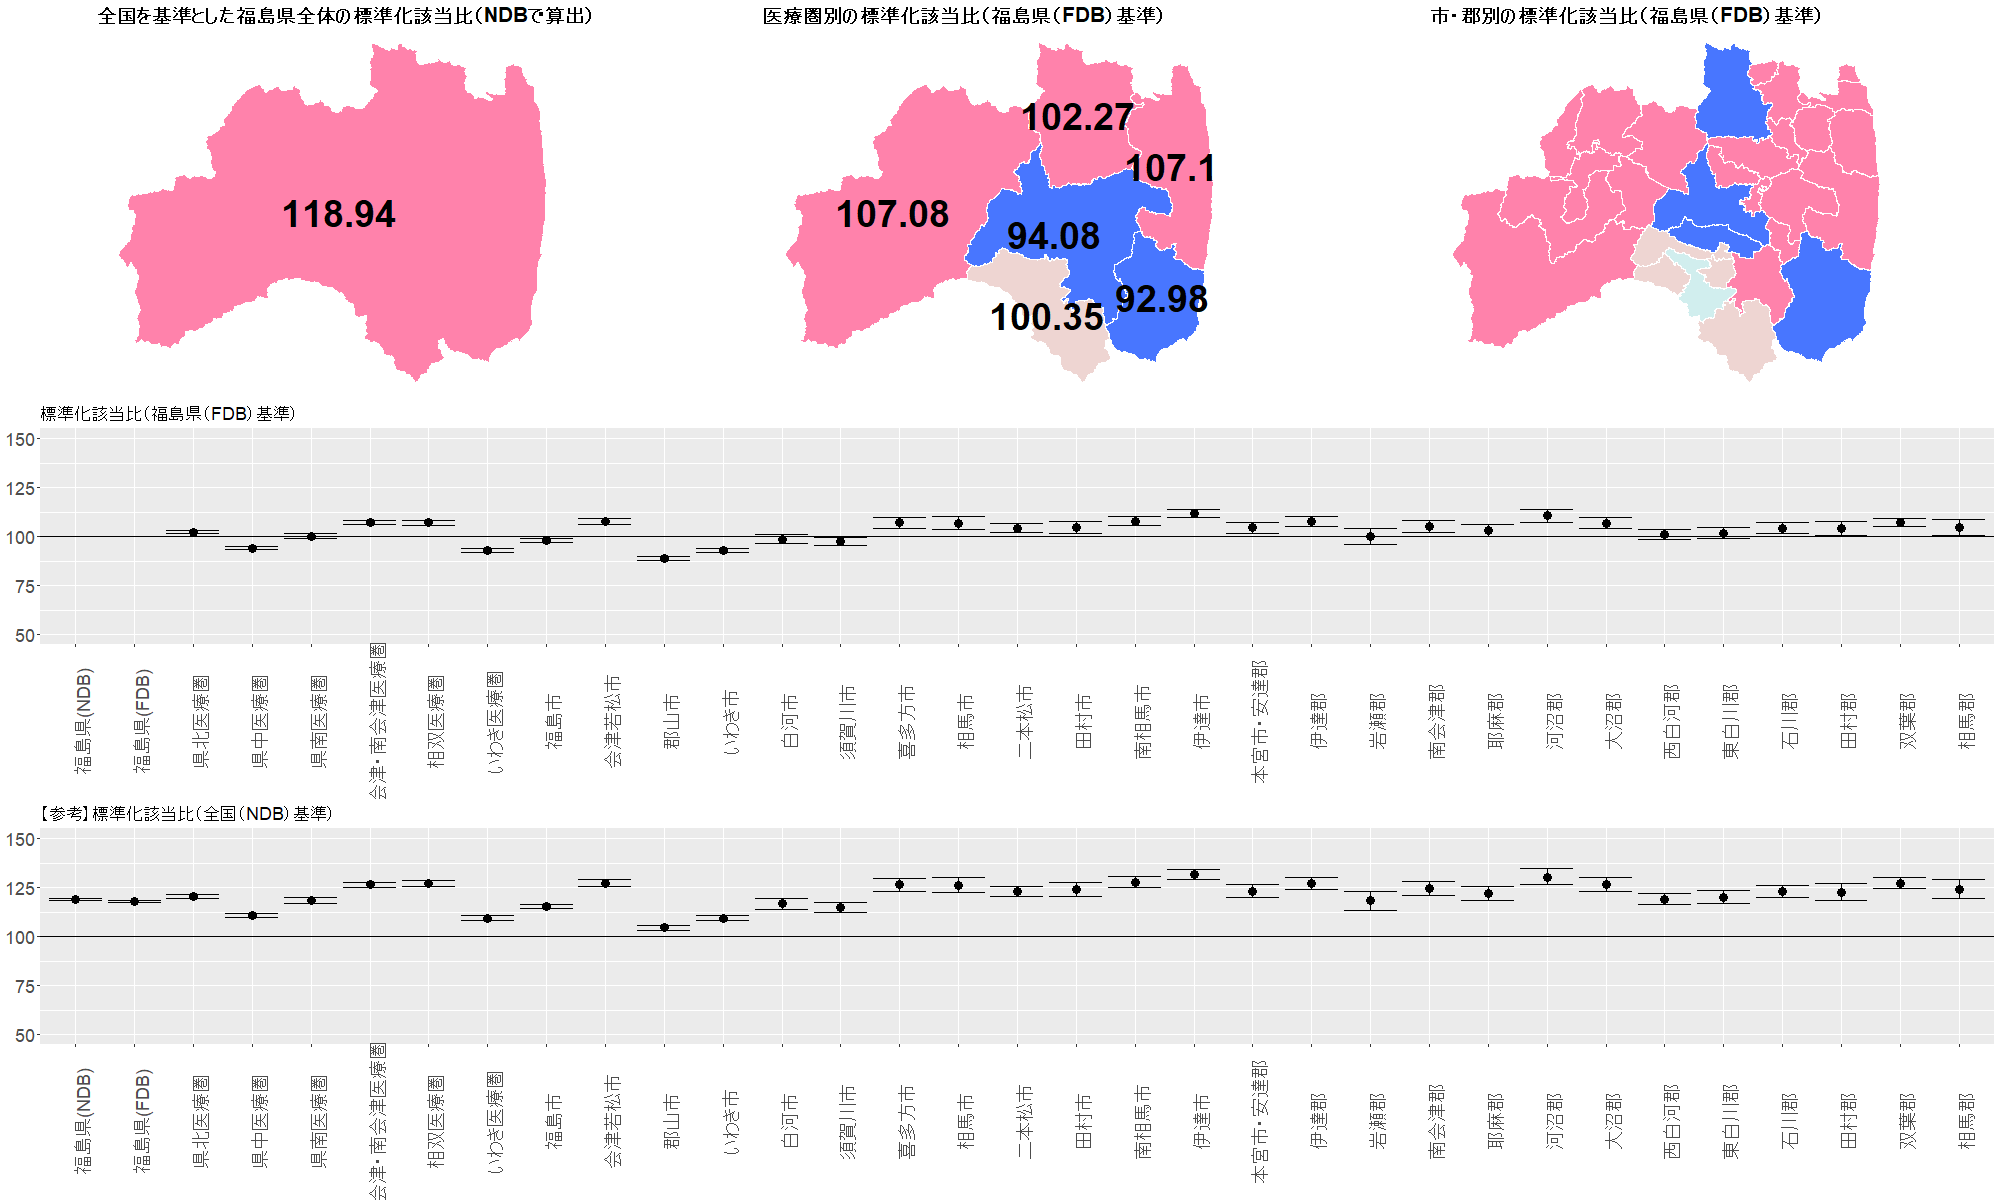 全国を基準とした福島県全体の標準化該当比(NDBで算出)
医療圏別の標準化該当比(福島県(FDB)基準)
市・郡別の標準化該当比(福島県(FDB)基準)
118.94
102.27
107.1
107.08
94.08
92.98
100.35
標準化該当比(福島県(FDB)基準)
150
125
100
75
50
福島県(NDB)
福島県(FDB)
県北医療圏
県中医療圏
県南医療圏
会津・南会津医療圏
相双医療圏
いわき医療圏
福島市
会津若松市
郡山市
いわき市
白河市
須賀川市
喜多方市
相馬市
二本松市
田村市
南相馬市
伊達市
本宮市・安達郡
伊達郡
岩瀬郡
南会津郡
耶麻郡
河沼郡
大沼郡
西白河郡
東白川郡
石川郡
田村郡
双葉郡
相馬郡
【参考】標準化該当比(全国(NDB)基準)
150
125
100
75
50
福島県(NDB)
福島県(FDB)
県北医療圏
県中医療圏
県南医療圏
会津・南会津医療圏
相双医療圏
いわき医療圏
福島市
会津若松市
郡山市
いわき市
白河市
須賀川市
喜多方市
相馬市
二本松市
田村市
南相馬市
伊達市
本宮市・安達郡
伊達郡
岩瀬郡
南会津郡
耶麻郡
河沼郡
大沼郡
西白河郡
東白川郡
石川郡
田村郡
双葉郡
相馬郡